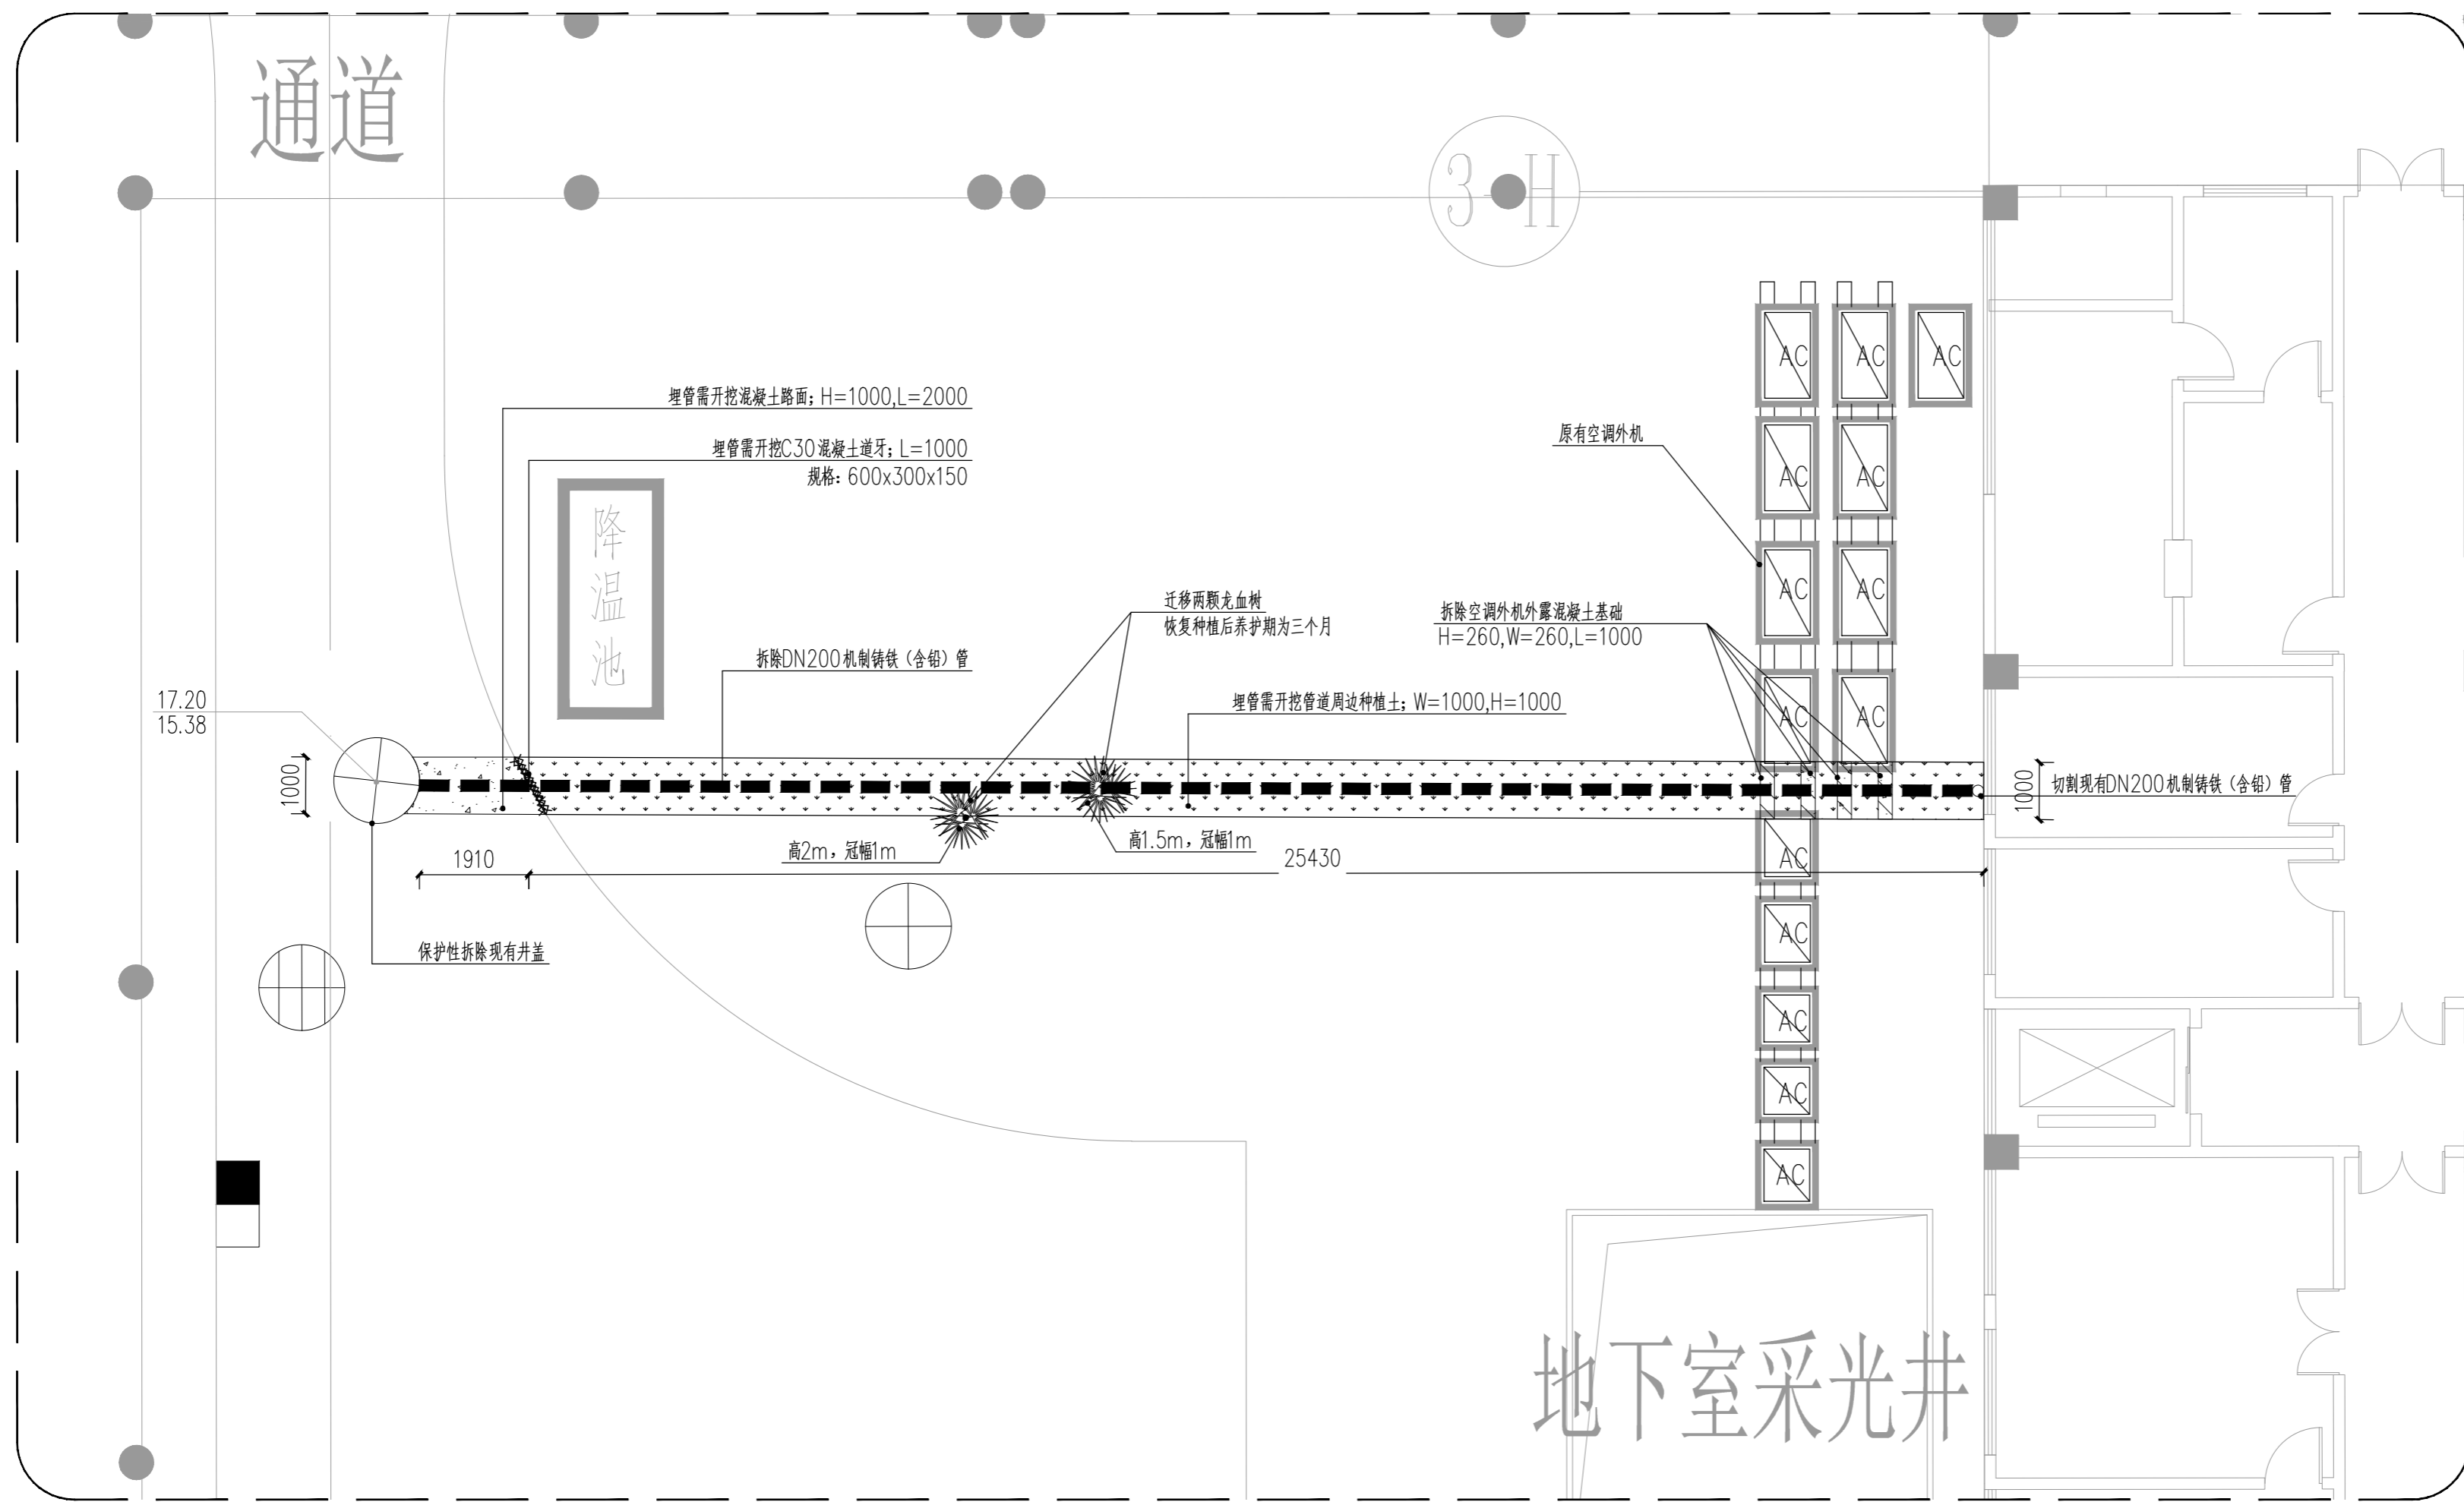 通道
3-H
埋管需开挖混凝土路面; H=1000,L=2000
埋管需开挖C30混凝土道牙; L=1000
规格: 600x300x150
原有空调外机
降温池
迁移两颗龙血树
恢复种植后养护期为三个月
拆除空调外机外露混凝土基础
H=260,W=260,L=1000
拆除DN200机制铸铁（含铅）管
埋管需开挖管道周边种植土; W=1000,H=1000
17.20
15.38
1000
1000
切割现有DN200机制铸铁（含铅）管
高2m，冠幅1m
高1.5m，冠幅1m
1910
25430
保护性拆除现有井盖
AC
AC
AC
AC
AC
AC
AC
AC
AC
AC
AC
AC
AC
AC
地下室采光井